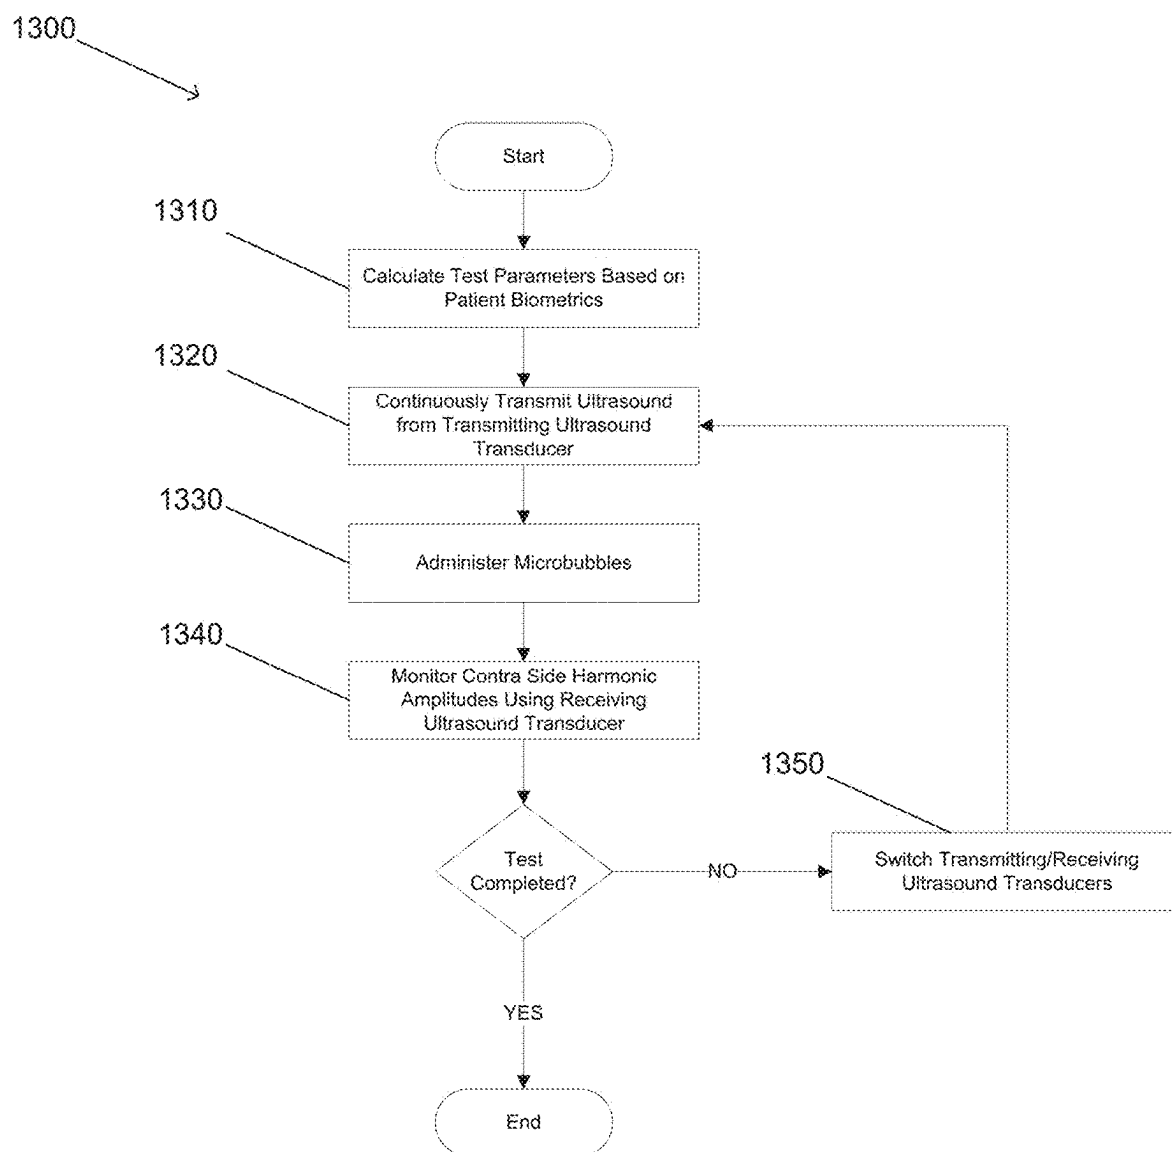 1300
Start
1310
Calculate Test Parameters Based on
Patient Biometrics
1320
Continuously Transmit Ultrasound
from Transmitting Ultrasound
Transducer
1330
Administer Microbubbles
1340
Monitor Contra Side Harmonic
Amplitudes Using Receiving
Ultrasound Transducer
1350
Test
Completed?
NO
Switch Transmitting/Receiving
Ultrasound Transducers
YES
End